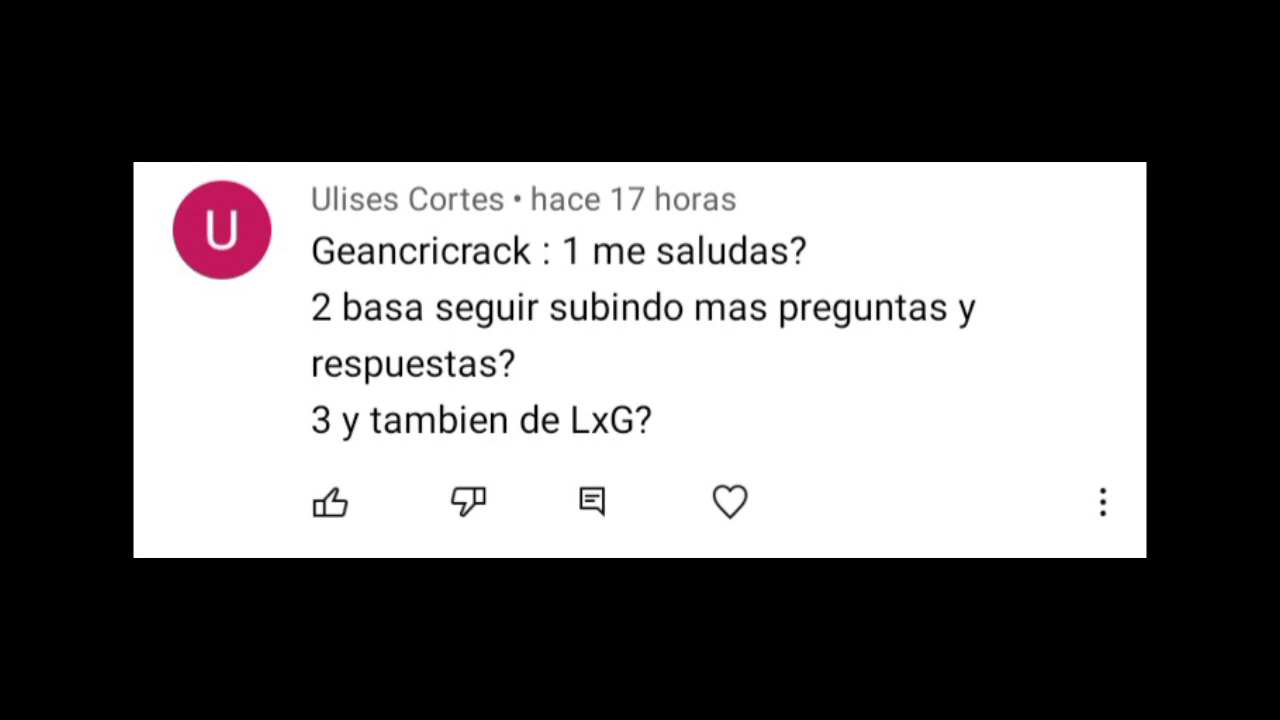 U
Ulises Cortes • hace 17 horas
Geancricrack : 1 me saludas?
2 basa seguir subindo mas preguntas y
respuestas?
3 y tambien de LxG?